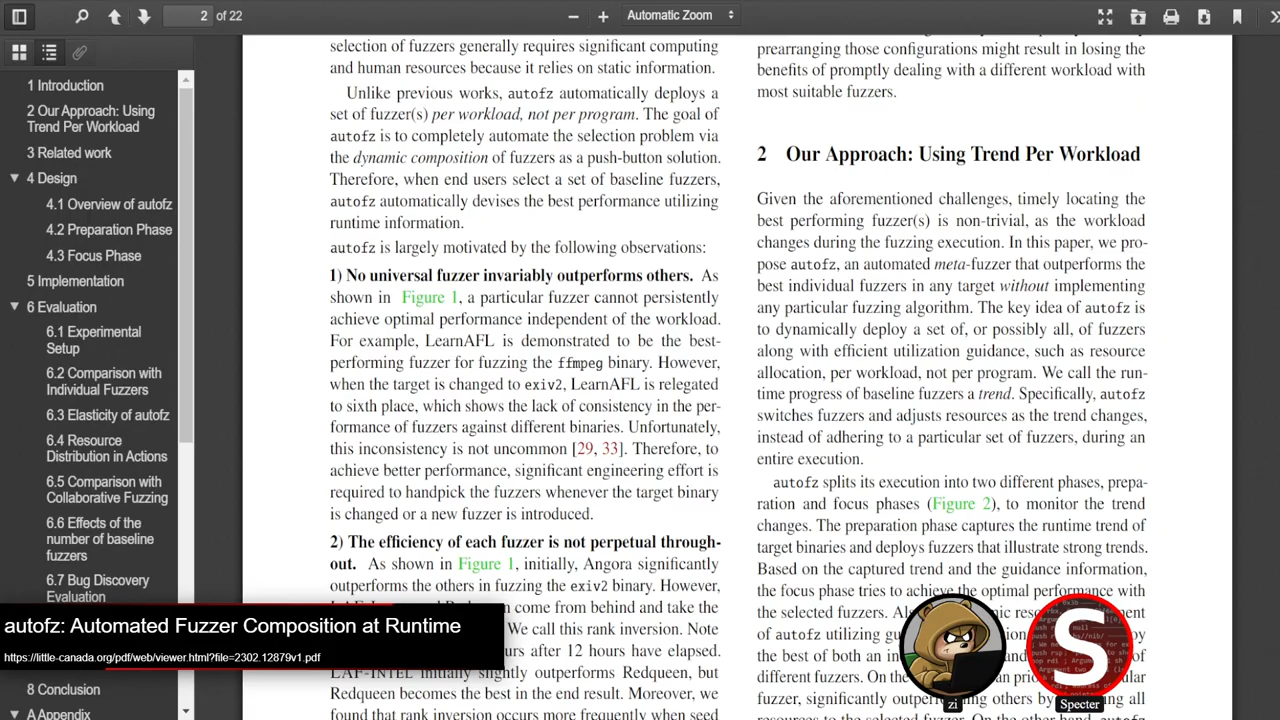 2 of 22
Automatic Zoom
1 Introduction
2 Our Approach: Using
Trend Per Workload
3 Related work
4 Design
4.1 Overview of autofz
4.2 Preparation Phase
4.3 Focus Phase
5 Implementation
6 Evaluation
6.1 Experimental
Setup
6.2 Comparison with
Individual Fuzzers
6.3 Elasticity of autofz
6.4 Resource
Distribution in Actions
6.5 Comparison with
Collaborative Fuzzing
6.6 Effects of the
number of baseline
fuzzers
6.7 Bug Discovery
Evaluation
8 Conclusion
A Appendix
selection of fuzzers generally requires significant computing
and human resources because it relies on static information.
Unlike previous works, autofz automatically deploys a
set of fuzzer(s) per workload, not per program. The goal of
autofz is to completely automate the selection problem via
the dynamic composition of fuzzers as a push-button solution.
Therefore, when end users select a set of baseline fuzzers,
autofz automatically devises the best performance utilizing
runtime information.
autofz is largely motivated by the following observations:
1) No universal fuzzer invariably outperforms others. As
shown in Figure 1, a particular fuzzer cannot persistently
achieve optimal performance independent of the workload.
For example, LearnAFL is demonstrated to be the best-
performing fuzzer for fuzzing the ffmpeg binary. However,
when the target is changed to exiv2, LearnAFL is relegated
to sixth place, which shows the lack of consistency in the per-
formance of fuzzers against different binaries. Unfortunately,
this inconsistency is not uncommon [29, 33]. Therefore, to
achieve better performance, significant engineering effort is
required to handpick the fuzzers whenever the target binary
is changed or a new fuzzer is introduced.
2) The efficiency of each fuzzer is not perpetual through-
out. As shown in Figure 1, initially, Angora significantly
outperforms the others in fuzzing the exiv2 binary. However,
come from behind and take the
We call this rank inversion. Note
urs after 12 hours have elapsed.
LAF-INTEL initially slightly outperforms Redqueen, but
Redqueen becomes the best in the end result. Moreover, we
found that rank inversion occurs more frequently when seed
prearranging those configurations might result in losing the
benefits of promptly dealing with a different workload with
most suitable fuzzers.
2 Our Approach: Using Trend Per Workload
Given the aforementioned challenges, timely locating the
best performing fuzzer(s) is non-trivial, as the workload
changes during the fuzzing execution. In this paper, we pro-
pose autofz, an automated meta-fuzzer that outperforms the
best individual fuzzers in any target without implementing
any particular fuzzing algorithm. The key idea of autofz is
to dynamically deploy a set of, or possibly all, of fuzzers
along with efficient utilization guidance, such as resource
allocation, per workload, not per program. We call the run-
time progress of baseline fuzzers a trend. Specifically, autofz
switches fuzzers and adjusts resources as the trend changes,
instead of adhering to a particular set of fuzzers, during an
entire execution.
autofz splits its execution into two different phases, prepa-
ration and focus phases (Figure 2), to monitor the trend
changes. The preparation phase captures the runtime trend of
target binaries and deploys fuzzers that illustrate strong trends.
Based on the captured trend and the guidance information,
the focus phase tries to achieve the optimal performance with
the selected fuzzers.
of autofz utilizing
the best of both an
different fuzzers. On the
fuzzer, significantly outperf
autofz: Automated Fuzzer Composition at Runtime
https://little-canada.org/pdf/web/viewer.html?file=2302.12879v1.pdf
S
zi
Specter